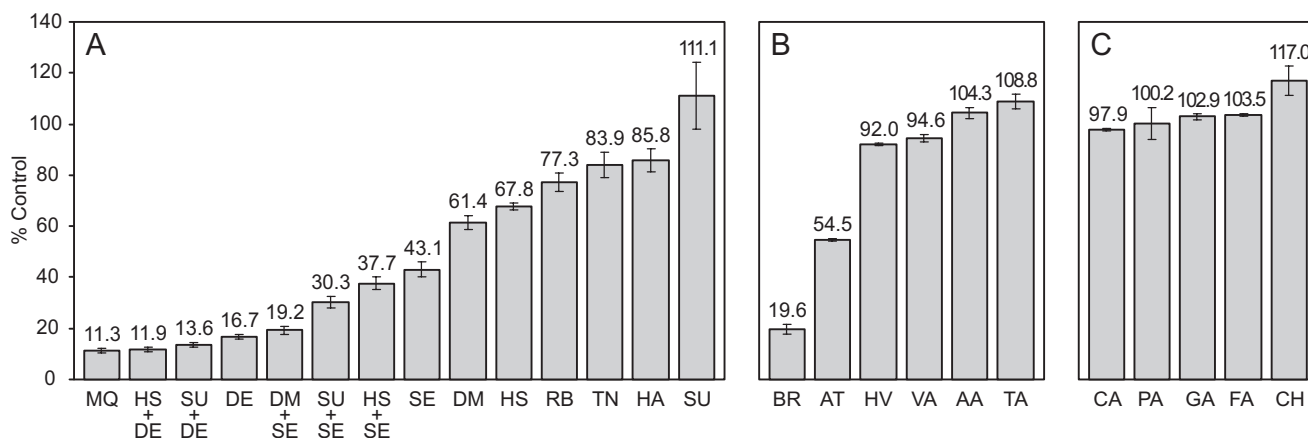 % Control
140
120
100
80
60
40
20
0
A
11.3
11.9
13.6
16.7
19.2
30.3
37.7
43.1
61.4
67.8
77.3
83.9
85.8
111.1
MQ
HS
+
DE
SU
+
DE
DE
DM
+
SE
SU
+
SE
HS
+
SE
SE
DM
HS
RB
TN
HA
SU
B
19.6
54.5
92.0
94.6
104.3
108.8
BR
AT
HV
VA
AA
TA
C
97.9
100.2
102.9
103.5
117.0
CA
PA
GA
FA
CH